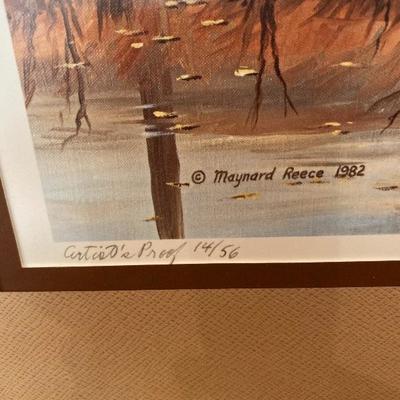 © Maynard Reece 1982
Artist's Proof 14/56